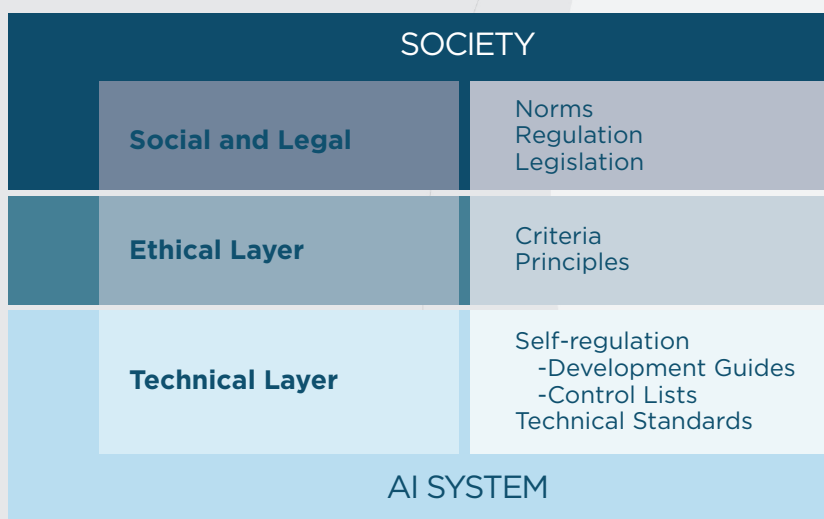 SOCIETY
Social and Legal
Norms
Regulation
Legislation
Ethical Layer
Criteria
Principles
Technical Layer
Self-regulation
-Development Guides
-Control Lists
Technical Standards
AI SYSTEM